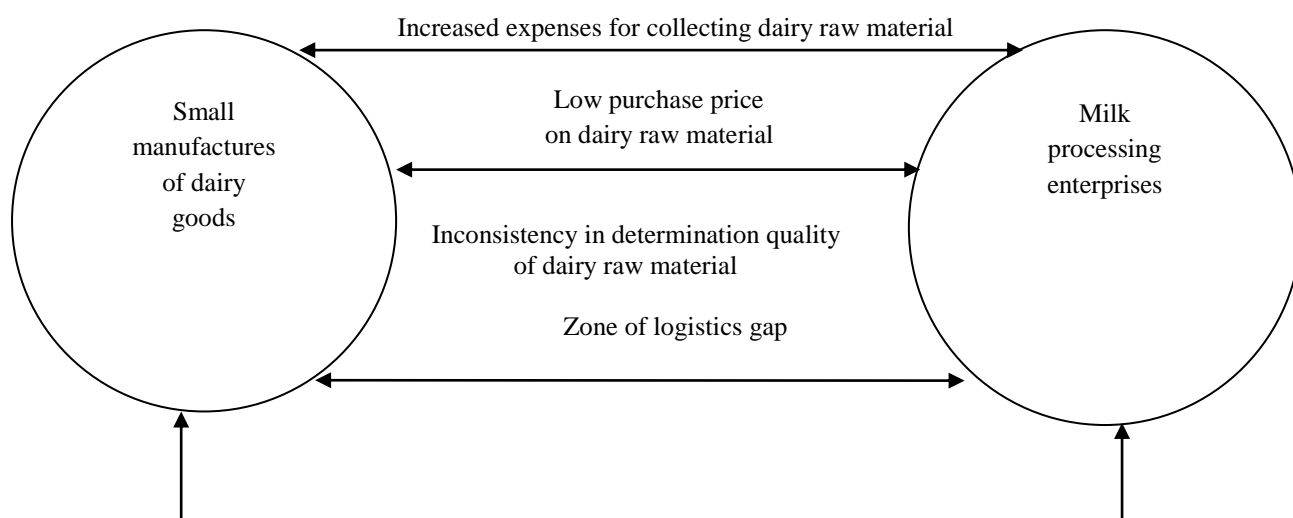 Increased expenses for collecting dairy raw material
Small
manufactures
of dairy
goods
Low purchase price
on dairy raw material
Milk
processing
enterprises
Inconsistency in determination quality
of dairy raw material
Zone of logistics gap